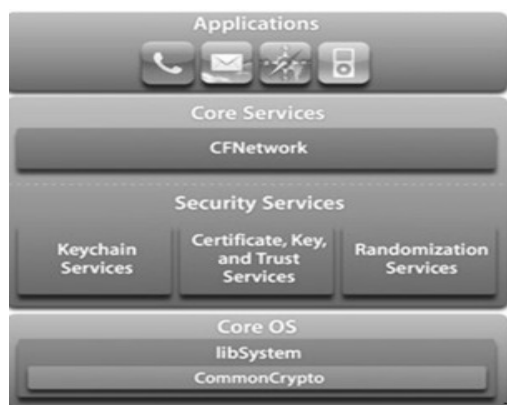 Applications
Core Services
CFNetwork
Security Services
Keychain
Services
Certificate, Key,
and Trust
Services
Randomization
Services
Core OS
libSystem
CommonCrypto